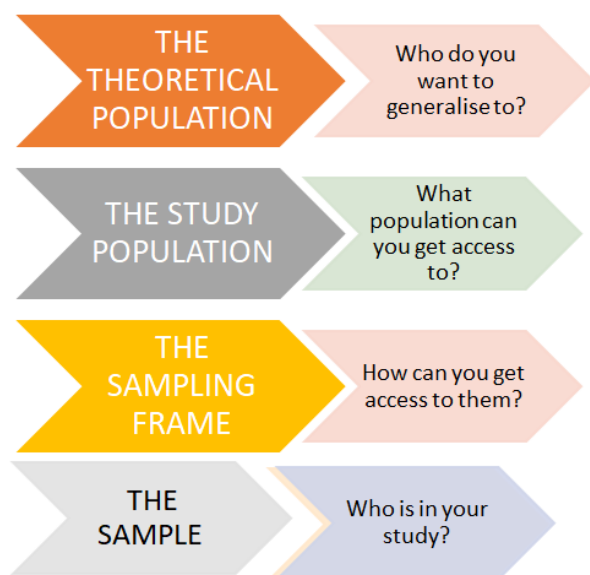 THE
THEORETICAL
POPULATION
Who do you
want to
generalise to?
THE STUDY
POPULATION
What
population can
you get access
to?
THE
SAMPLING
FRAME
How can you get
access to them?
THE
SAMPLE
Who is in your
study?